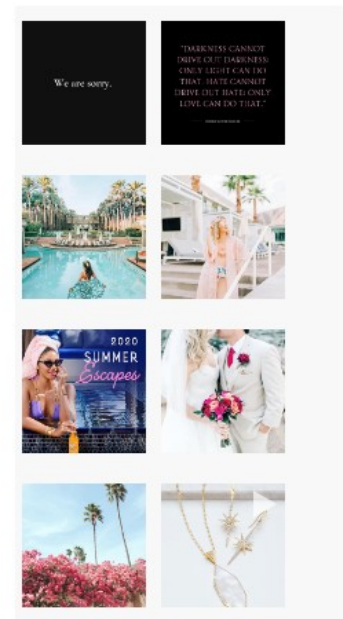 We are sorry.
"DARKNESS CANNOT
DRIVE OUT DARKNESS;
ONLY LIGHT CAN DO
THAT. HATE CANNOT
DRIVE OUT HATE; ONLY
LOVE CAN DO THAT."
2020
SUMMER
Escapes